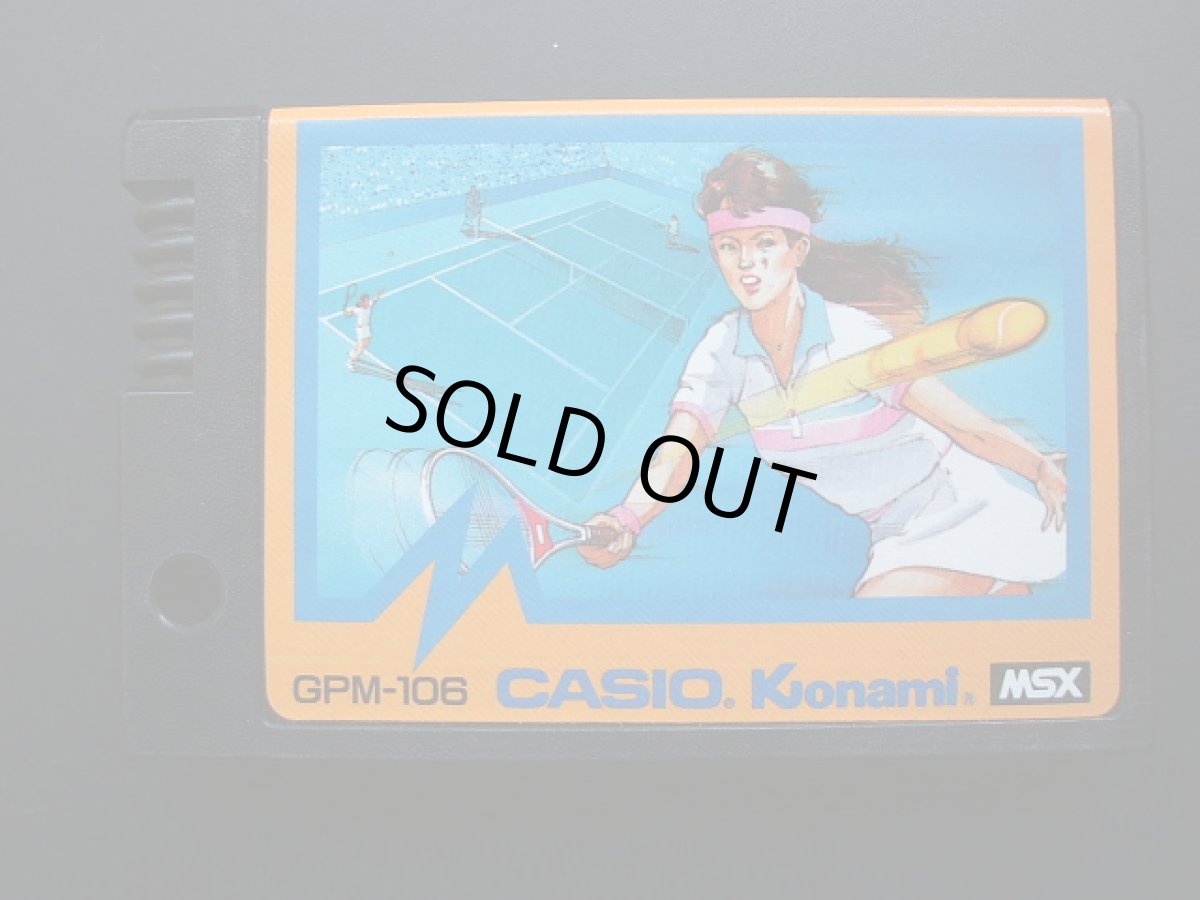 SOLD OUT
GPM-106 CASIO® Konami® MSX